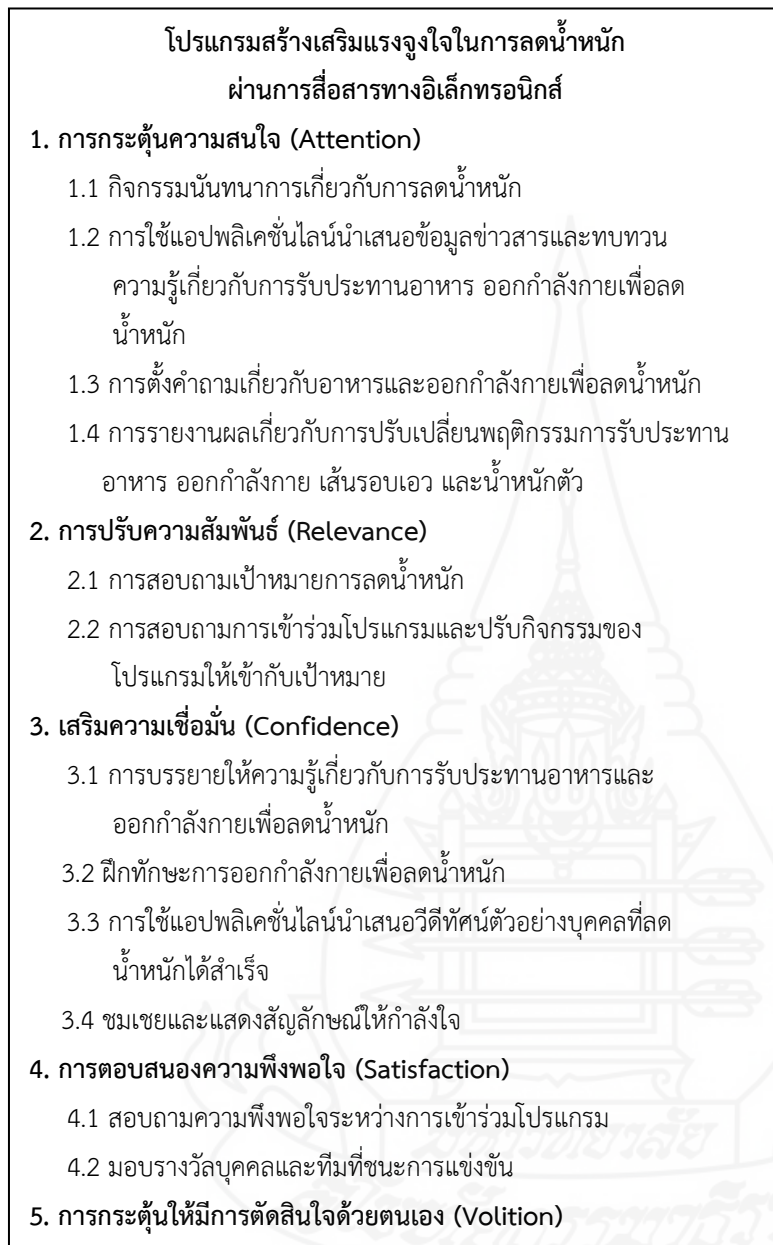 โปรแกรมสร้างเสริมแรงจูงใจในการลดน้ำหนัก
ผ่านการสื่อสารทางอิเล็กทรอนิกส์
1. การกระตุ้นความสนใจ (Attention)
1.1 กิจกรรมนันทนาการเกี่ยวกับการลดน้ำหนัก
1.2 การใช้แอปพลิเคชั่นไลน์นำเสนอข้อมูลข่าวสารและทบทวน
ความรู้เกี่ยวกับการรับประทานอาหาร ออกกำลังกายเพื่อลด
น้ำหนัก
1.3 การตั้งคำถามเกี่ยวกับอาหารและออกกำลังกายเพื่อลดน้ำหนัก
1.4 การรายงานผลเกี่ยวกับการปรับเปลี่ยนพฤติกรรมการรับประทาน
อาหาร ออกกำลังกาย เส้นรอบเอว และน้ำหนักตัว
2. การปรับความสัมพันธ์ (Relevance)
2.1 การสอบถามเป้าหมายการลดน้ำหนัก
2.2 การสอบถามการเข้าร่วมโปรแกรมและปรับกิจกรรมของ
โปรแกรมให้เข้ากับเป้าหมาย
3. เสริมความเชื่อมั่น (Confidence)
3.1 การบรรยายให้ความรู้เกี่ยวกับการรับประทานอาหารและ
ออกกำลังกายเพื่อลดน้ำหนัก
3.2 ฝึกทักษะการออกกำลังกายเพื่อลดน้ำหนัก
3.3 การใช้แอปพลิเคชั่นไลน์นำเสนอวีดีทัศน์ตัวอย่างบุคคลที่ลด
น้ำหนักได้สำเร็จ
3.4 ชมเชยและแสดงสัญลักษณ์ให้กำลังใจ
4. การตอบสนองความพึงพอใจ (Satisfaction)
4.1 สอบถามความพึงพอใจระหว่างการเข้าร่วมโปรแกรม
4.2 มอบรางวัลบุคคลและทีมที่ชนะการแข่งขัน
5. การกระตุ้นให้มีการตัดสินใจด้วยตนเอง (Volition)